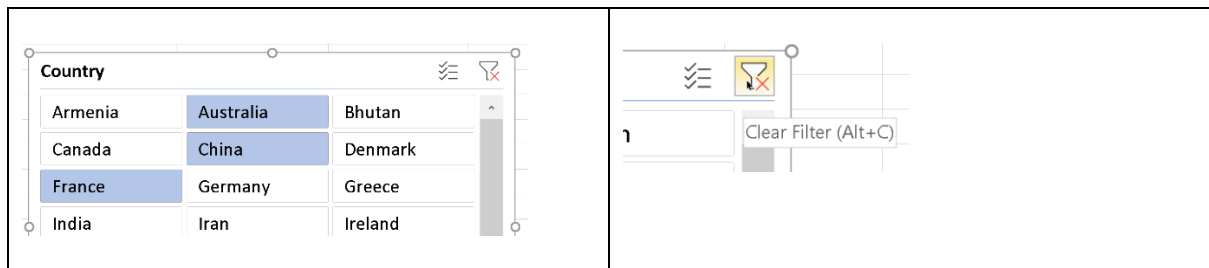 Country
Armenia Australia Bhutan
Canada China Denmark
France Germany Greece
India Iran Ireland
Clear Filter (Alt+C)